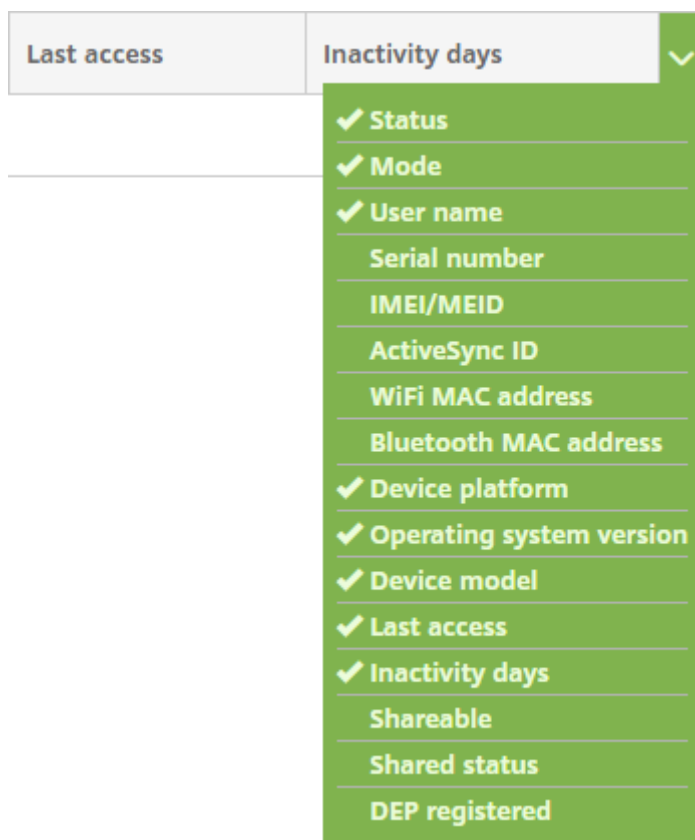 Last access Inactivity days
Status
Mode
User name
Serial number
IMEI/MEID
ActiveSync ID
WiFi MAC address
Bluetooth MAC address
Device platform
Operating system version
Device model
Last access
Inactivity days
Shareable
Shared status
DEP registered